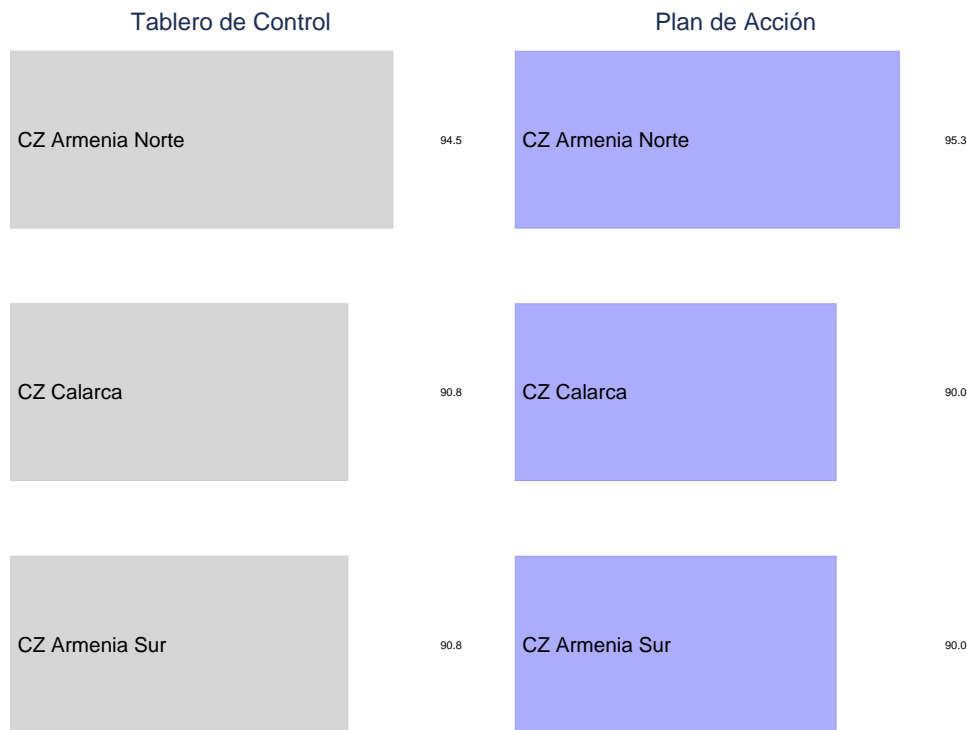 Tablero de Control
Plan de Acción
CZ Armenia Norte
94.5
CZ Armenia Norte
95.3
CZ Calarca
90.8
CZ Calarca
90.0
CZ Armenia Sur
90.8
CZ Armenia Sur
90.0